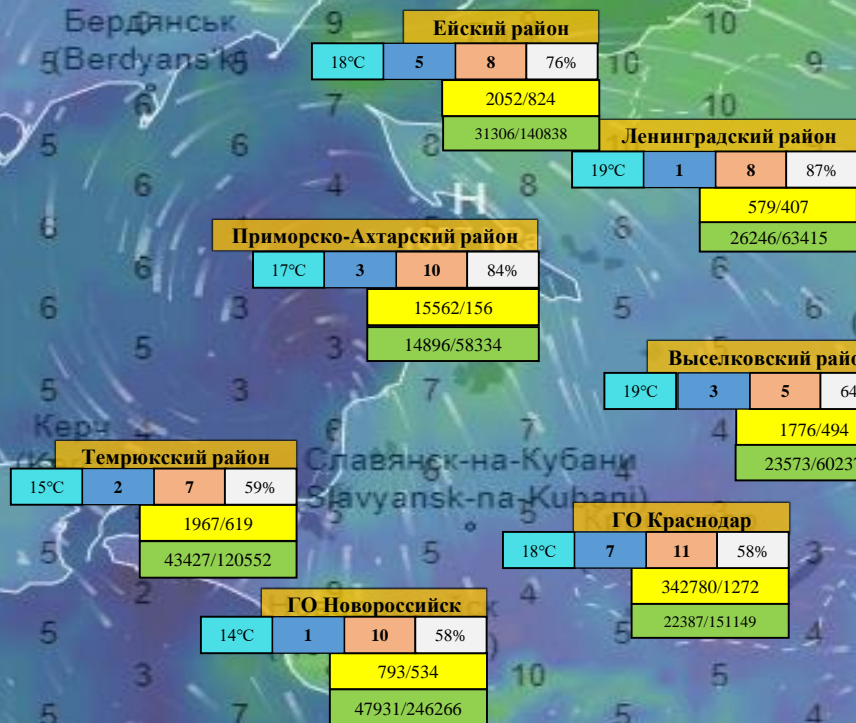 Бердянськ
(Berdyans'k)
Ейский район
18°C 5 8 76%
2052/824
31306/140838
Ленинградский район
19°C 1 8 87%
579/407
26246/63415
Н
Приморско-Ахтарский район
17°C 3 10 84%
15562/156
14896/58334
Выселковский
19°C 3 5
1776/494
Керч
Темрюкский район
15°C 2 7 59%
1967/619
43427/120552
Славянск-на-Кубани
(Slavyansk-na-Kubani)
ГО Краснодар
18°C 7 11 58%
342780/1272
22387/151149
ГО Новороссийск
14°C 1 10 58%
793/534
47931/246266